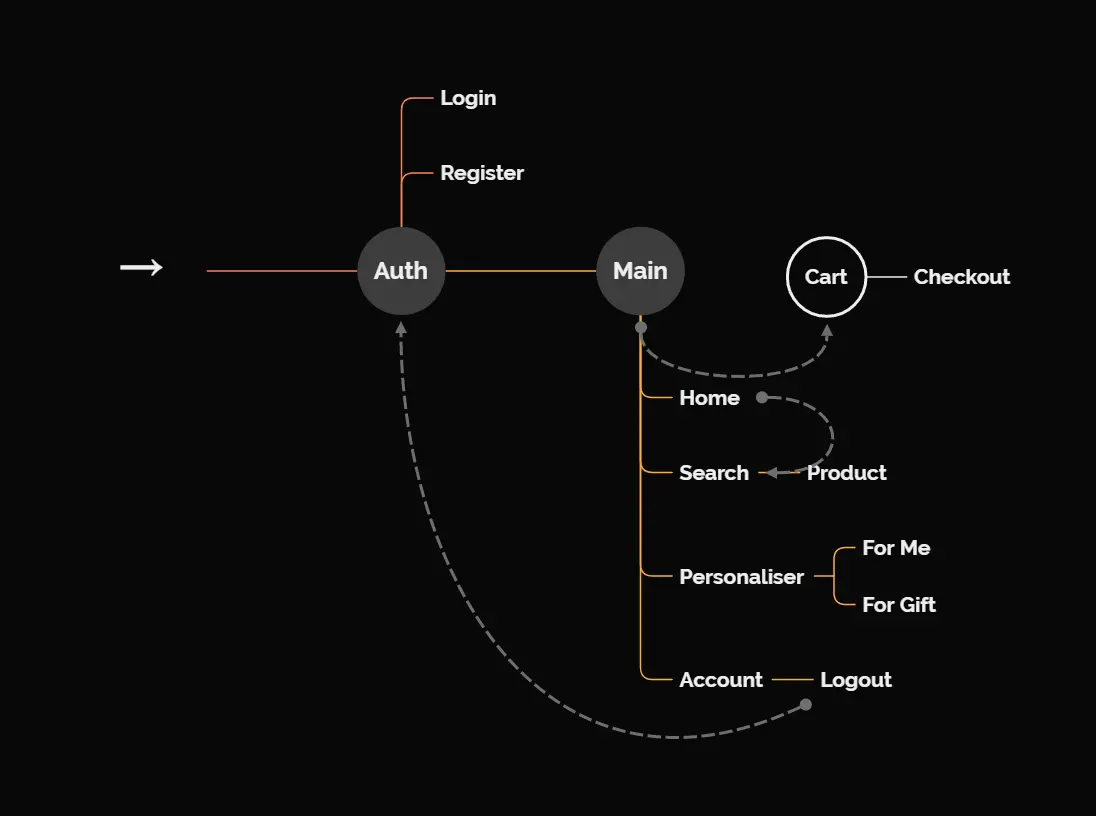 Login
Register
Auth
Main
Cart
Checkout
Home
Search
Product
Personaliser
For Me
For Gift
Account
Logout